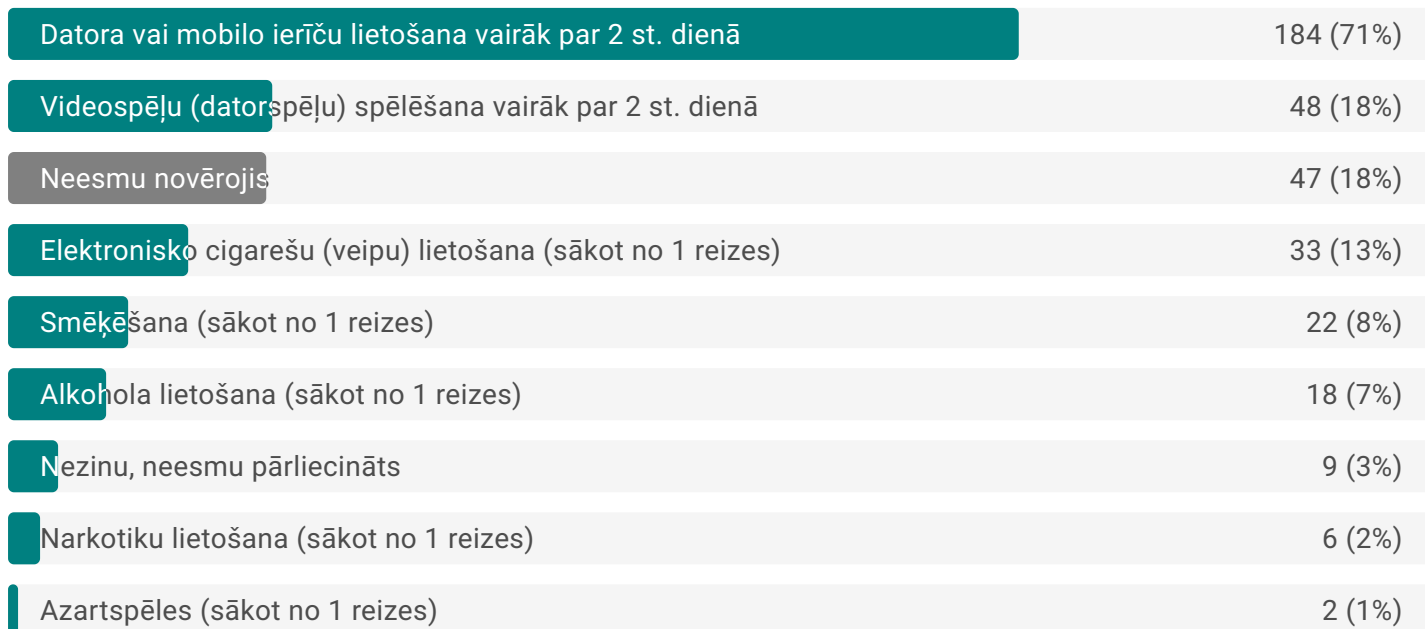 Datora vai mobilo ierīču lietošana vairāk par 2 st. dienā 184 (71%)
Videospēļu (datorspēļu) spēlēšana vairāk par 2 st. dienā 48 (18%)
Neesmu novērojis 47 (18%)
Elektronisko cigarešu (veipu) lietošana (sākot no 1 reizes) 33 (13%)
Smēķēšana (sākot no 1 reizes) 22 (8%)
Alkohola lietošana (sākot no 1 reizes) 18 (7%)
Nezinu, neesmu pārliecināts 9 (3%)
Narkotiku lietošana (sākot no 1 reizes) 6 (2%)
Azartspēles (sākot no 1 reizes) 2 (1%)